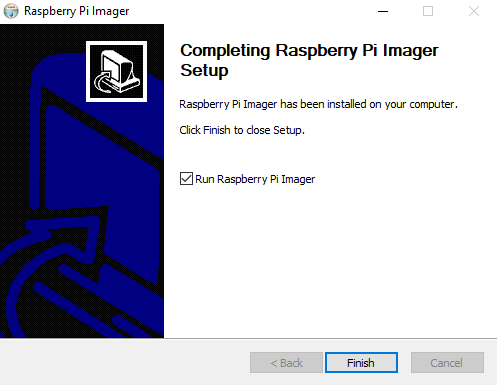 Raspberry Pi Imager
Completing Raspberry Pi Imager
Setup
Raspberry Pi Imager has been installed on your computer.
Click Finish to close Setup.
Run Raspberry Pi Imager
< Back Finish Cancel